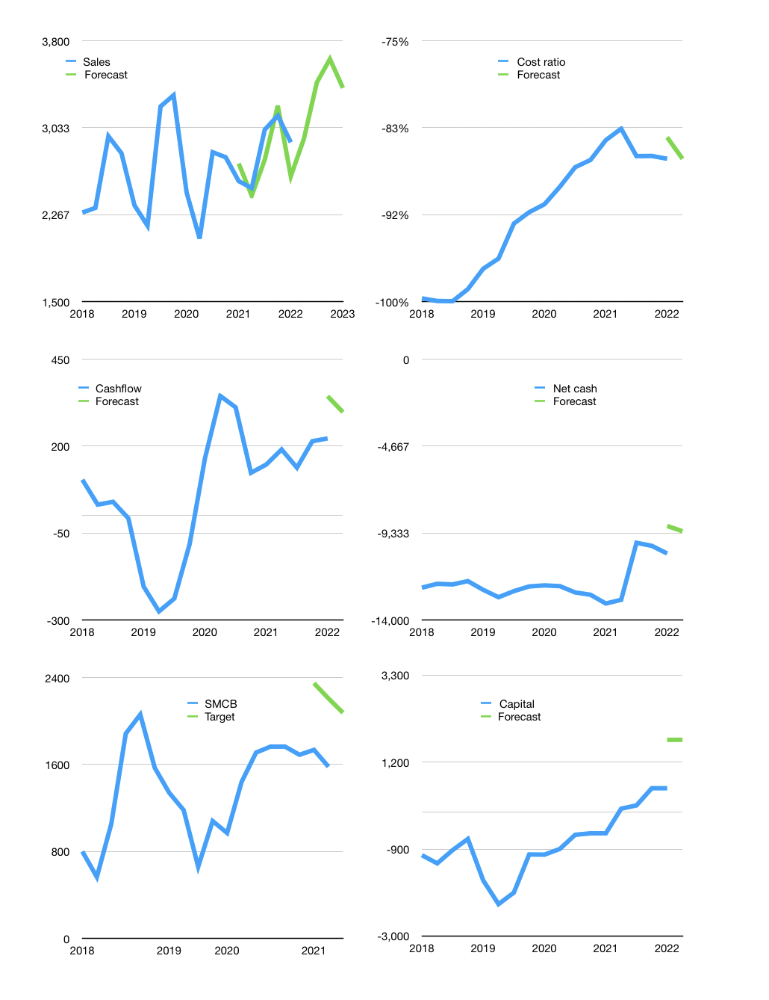 3,800
Sales
Forecast
3,033
2,267
1,500
2018 2019 2020 2021 2022 2023
-75%
Cost ratio
Forecast
-83%
-92%
-100%
2018 2019 2020 2021 2022
450
Cashflow
Forecast
200
-50
-300
2018 2019 2020 2021 2022
0
Net cash
Forecast
-4,667
-9,333
-14,000
2018 2019 2020 2021 2022
2400
SMCB
Target
1600
800
0
2018 2019 2020 2021
3,300
Capital
Forecast
1,200
-900
-3,000
2018 2019 2020 2021 2022